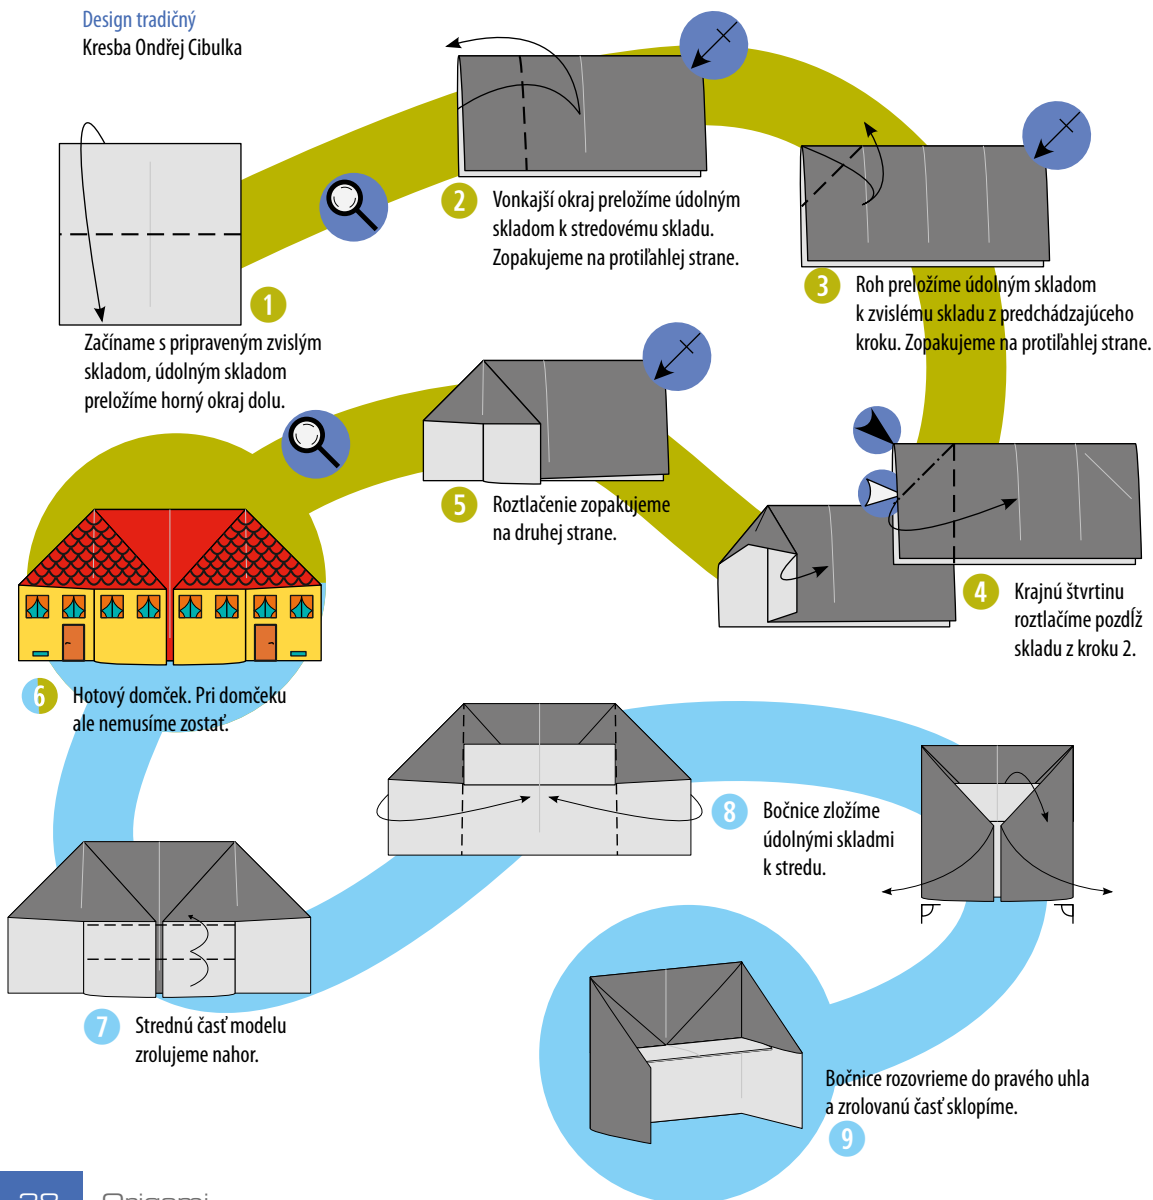 Design tradičný
Kresba Ondřej Cibulka
1
Začíname s pripraveným zvislým
skladom, údolným skladom
preložíme horný okraj dolu.
2
Vonkajší okraj preložíme údolným
skladom k stredovému skladu.
Zopakujeme na protiľahlej strane.
3
Roh preložíme údolným skladom
k zvislému skladu z predchádzajúceho
kroku. Zopakujeme na protiľahlej strane.
4
Krajnú štvrtinu
roztlačíme pozdĺž
skladu z kroku 2.
5
Roztlačenie zopakujeme
na druhej strane.
6
Hotový domček. Pri domčeku
ale nemusíme zostať.
7
Strednú časť modelu
zrolujeme nahor.
8
Bočnice zložíme
údolnými skladmi
k stredu.
Bočnice rozovrieme do pravého uhla
a zrolovanú časť sklopíme.
9
Origami